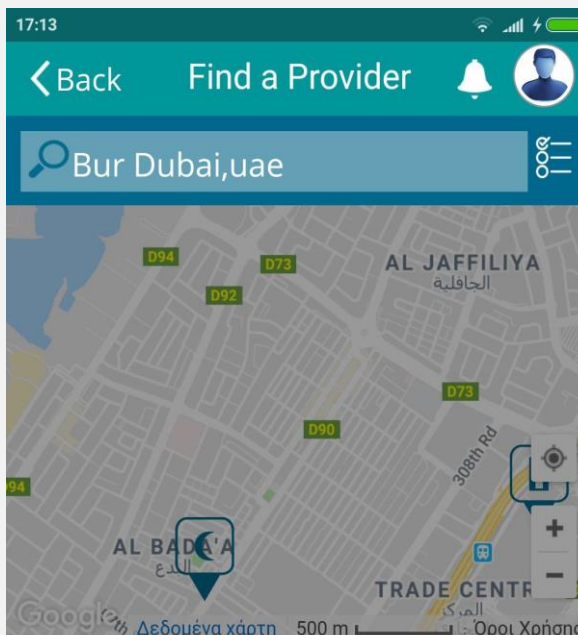 17:13
Back Find a Provider
Bur Dubai,uae
D94
D73
AL JAFFILIYA
الجافلية
D92
D73
D90
308th Rd
94
AL BADA'A
البدع
TRADE CENTR
المركز
Google
Δεδομένα χάρτη 500 m Όροι Χρήσης